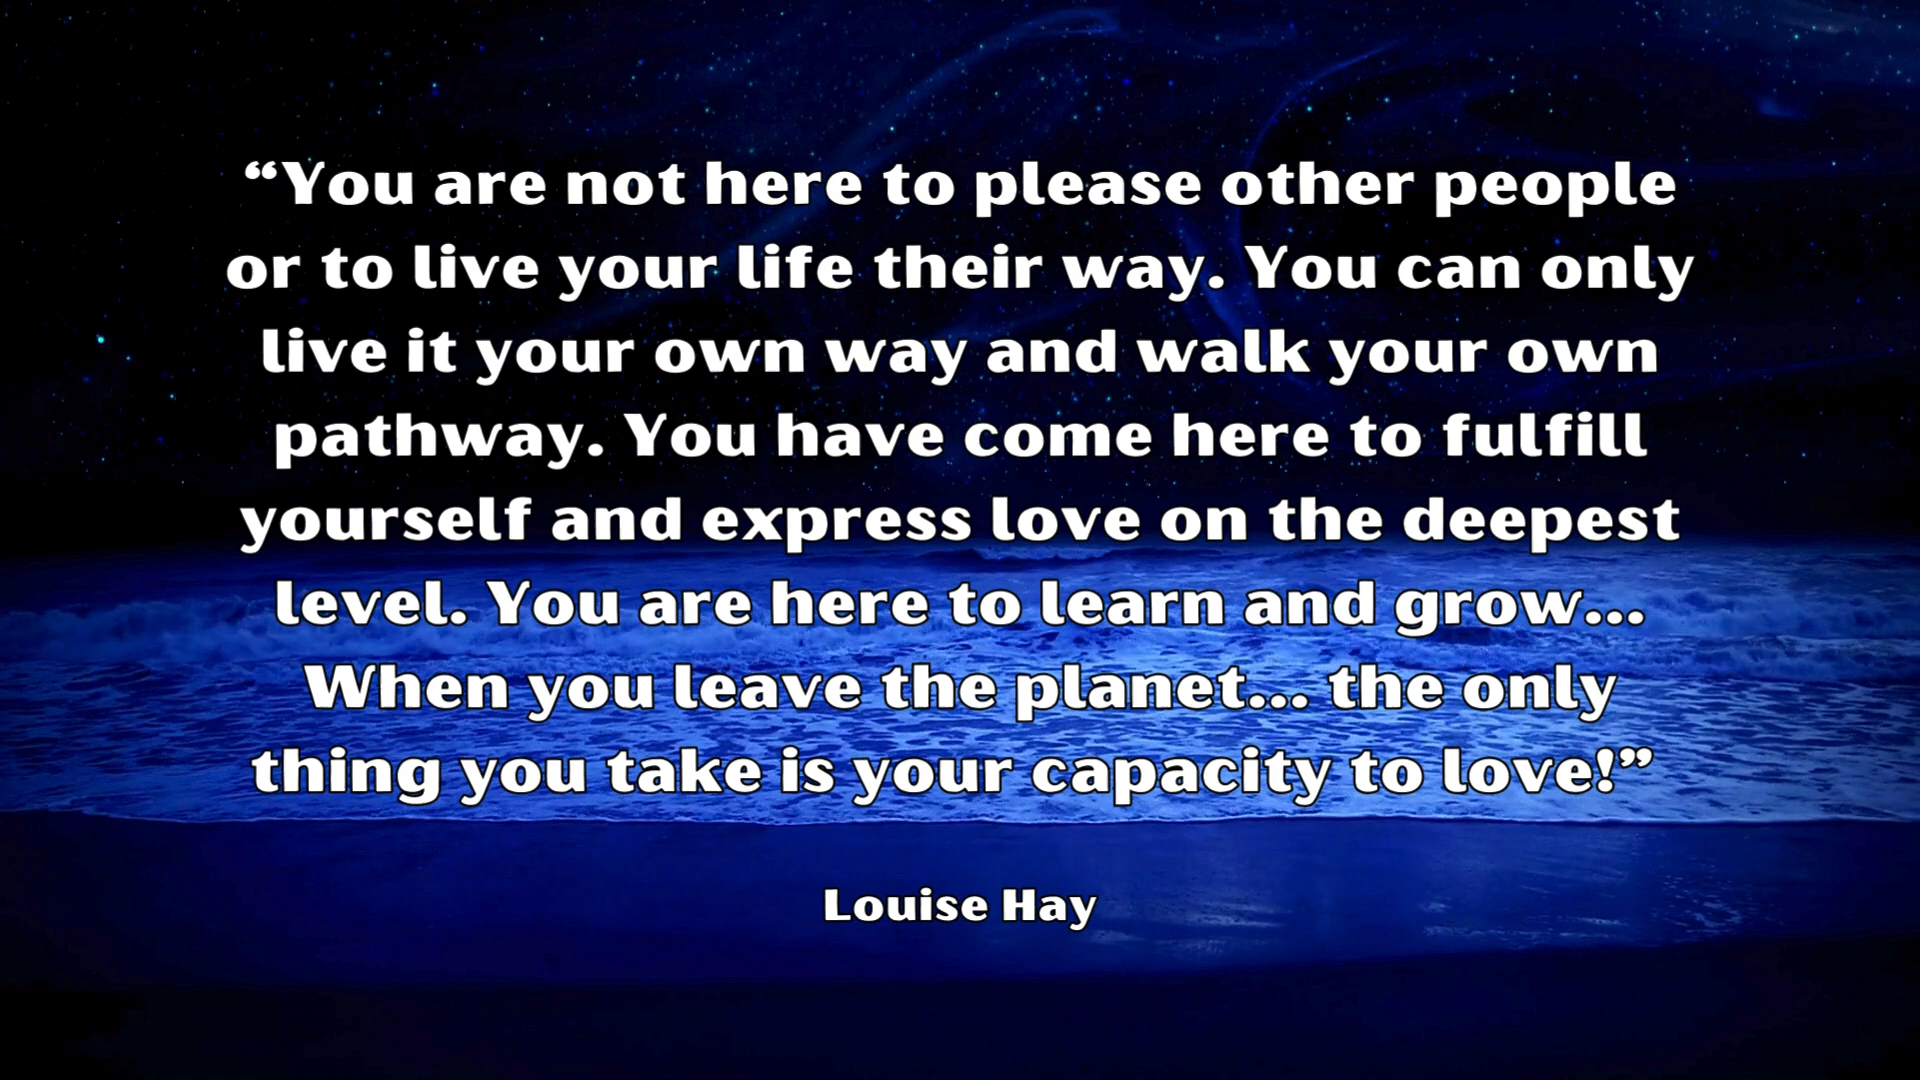 “You are not here to please other people
or to live your life their way. You can only
live it your own way and walk your own
pathway. You have come here to fulfill
yourself and express love on the deepest
level. You are here to learn and grow...
When you leave the planet... the only
thing you take is your capacity to love!”
Louise Hay